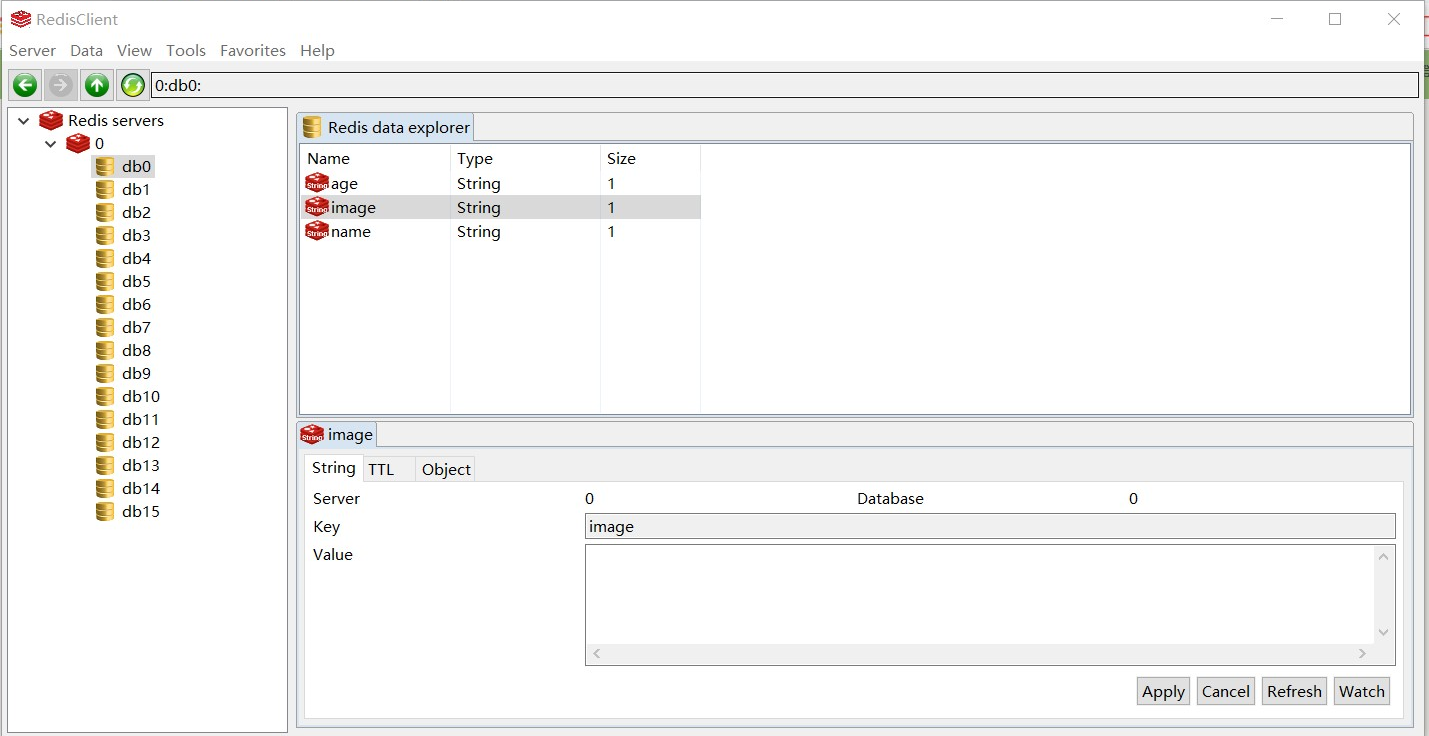 RedisClient
Server Data View Tools Favorites Help
0:db0:
Redis servers
0
db0
db1
db2
db3
db4
db5
db6
db7
db8
db9
db10
db11
db12
db13
db14
db15
Redis data explorer
Name Type Size
String age String 1
String image String 1
String name String 1
String image
String TTL Object
Server 0 Database 0
Key image
Value
Apply Cancel Refresh Watch